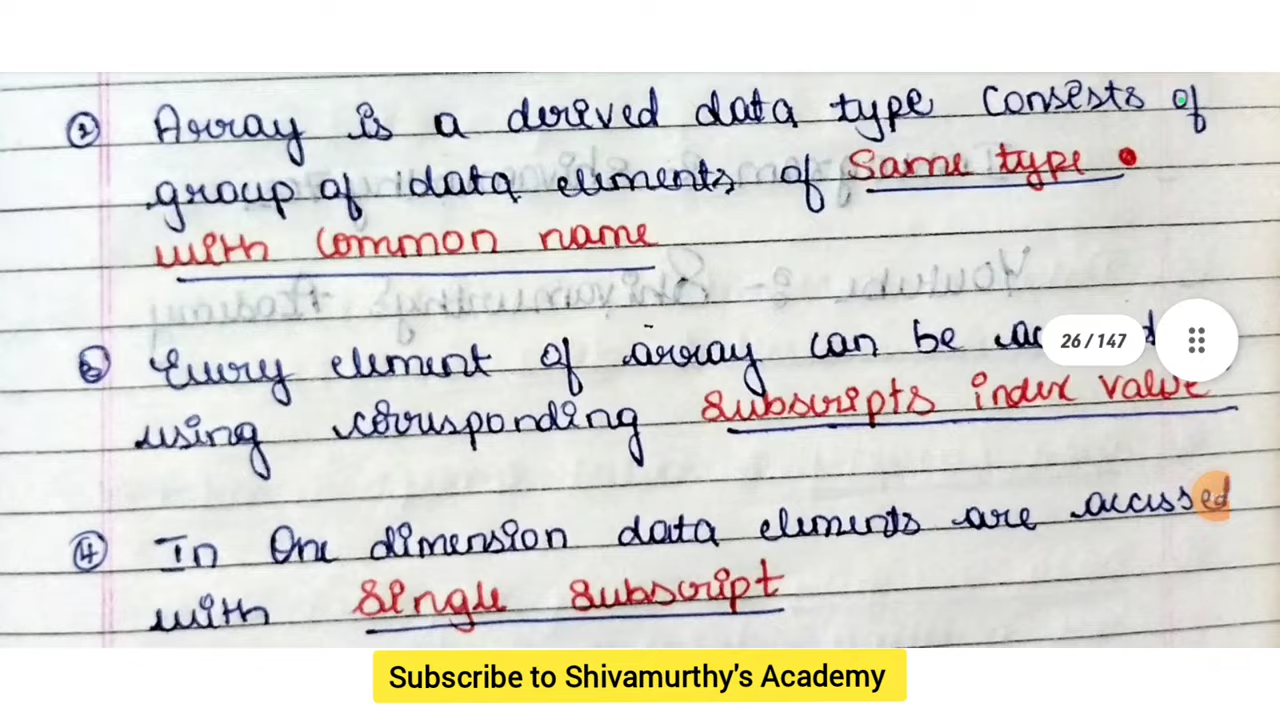 ② Array is a derived data type consists of
group of data elements of Same type
with Common name
③ Every element of array can be
using corresponding Subscripts index value
26 / 147
④ In One dimension data elements are accessed
with Single Subscript
Subscribe to Shivamurthy's Academy